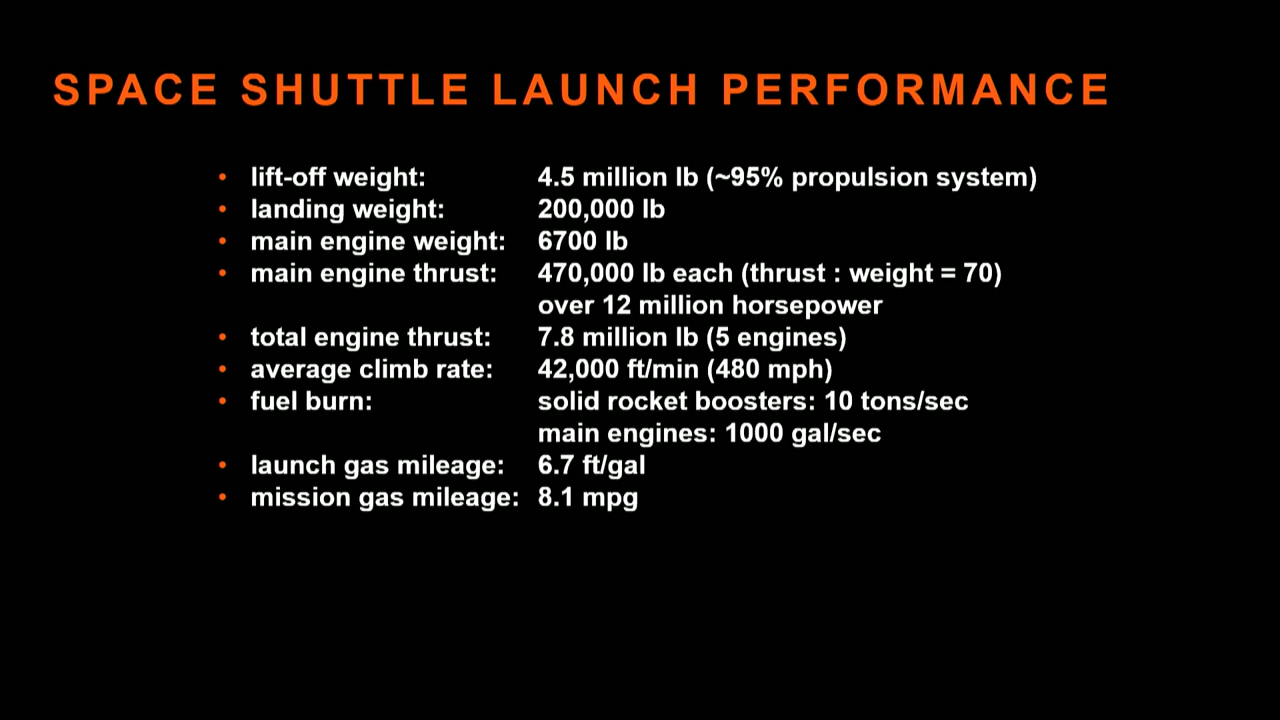 SPACE SHUTTLE LAUNCH PERFORMANCE
• lift-off weight: 4.5 million lb (~95% propulsion system)
• landing weight: 200,000 lb
• main engine weight: 6700 lb
• main engine thrust: 470,000 lb each (thrust : weight = 70)
over 12 million horsepower
• total engine thrust: 7.8 million lb (5 engines)
• average climb rate: 42,000 ft/min (480 mph)
• fuel burn: solid rocket boosters: 10 tons/sec
main engines: 1000 gal/sec
• launch gas mileage: 6.7 ft/gal
• mission gas mileage: 8.1 mpg